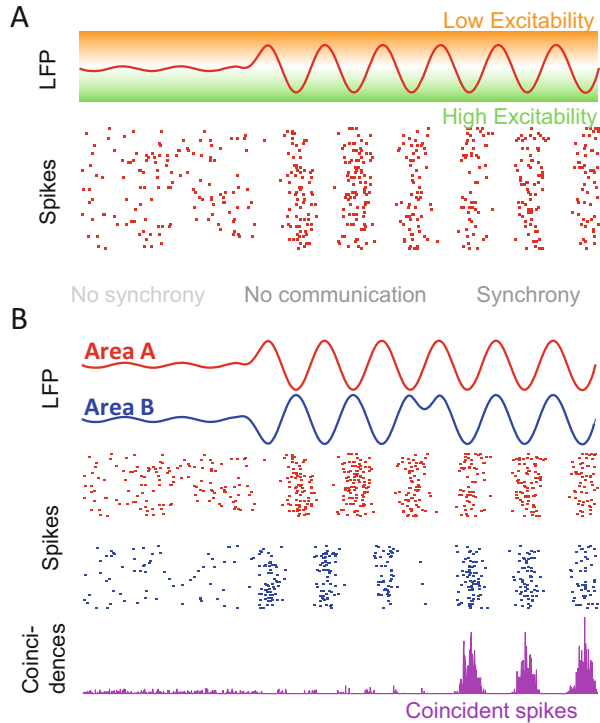 A
Low Excitability
LFP
High Excitability
Spikes
No synchrony
No communication
Synchrony
B
Area A
LFP
Area B
Spikes
Coinci-
dences
Coincident spikes